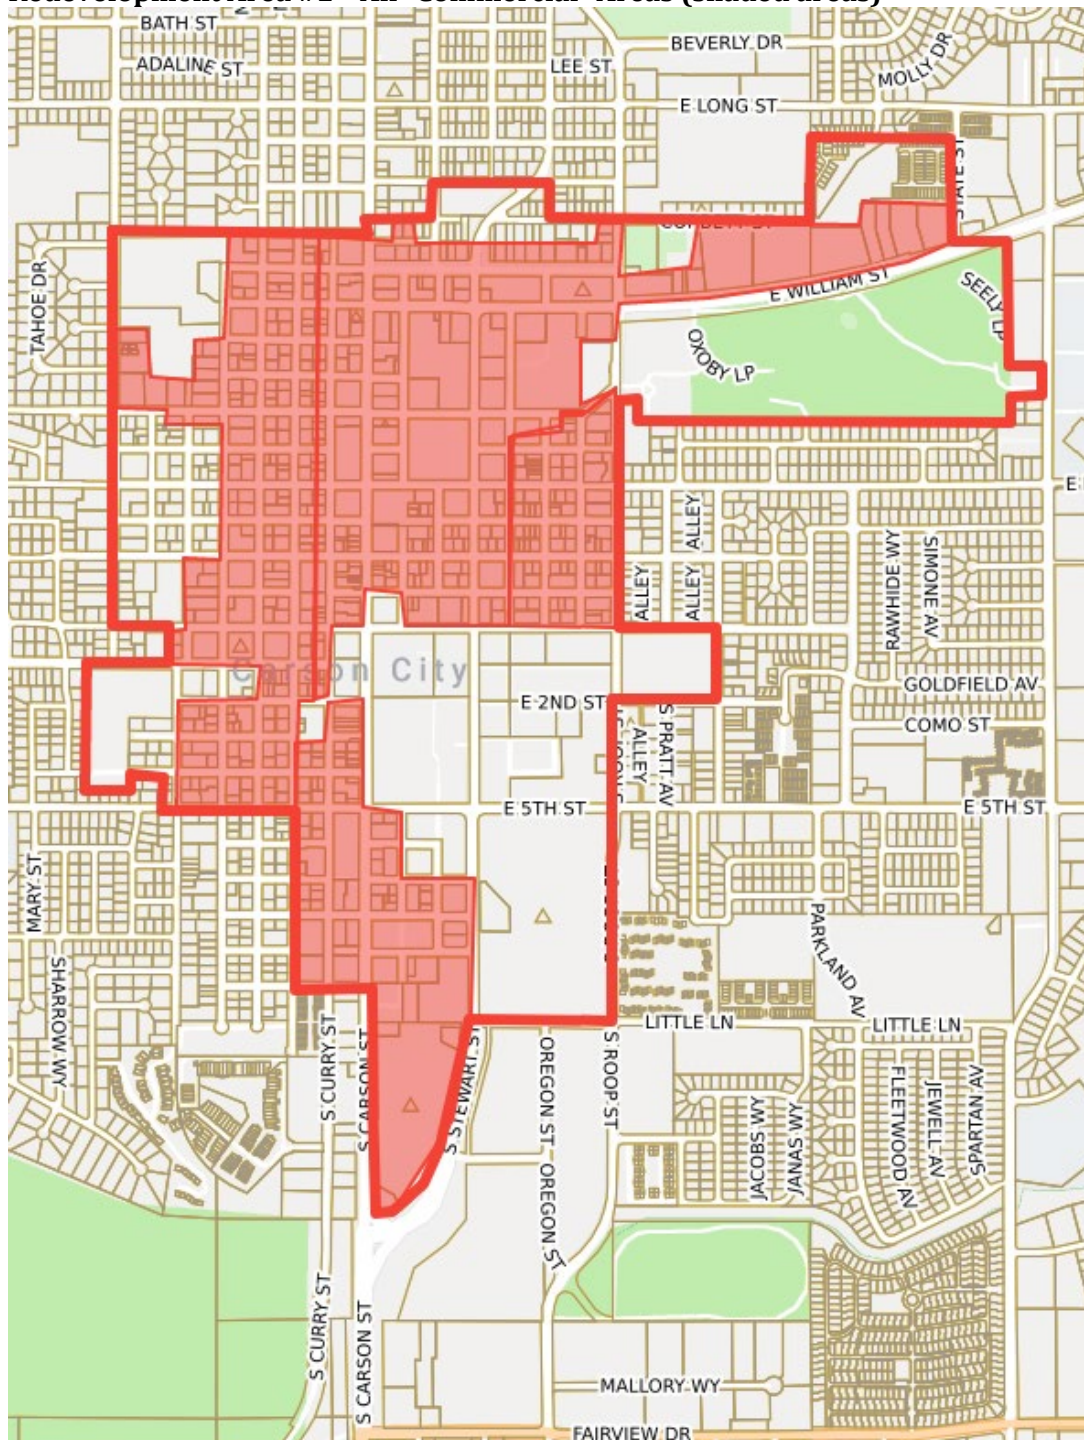 BATH ST
ADALINE ST
LEE ST
BEVERLY DR
MOLLY DR
E LONG ST
TAHOE DR
E WILLIAM ST
SEELY LP
OXOBY LP
ALLEY
ALLEY
ALLEY
ALLEY
RAWHIDE WY
SIMONE AV
Carson City
GOLDFIELD AV
E 2ND ST
COMO ST
S PRATT AV
ALLEY
E 5TH ST
E 5TH ST
MARY ST
PARKLAND AV
SHARROW WY
LITTLE LN
LITTLE LN
S CURRY ST
S CARSON ST
S STEWART ST
OREGON ST
S ROOP ST
JACOBS WY
JANAS WY
FLEETWOOD AV
JEWELL AV
SPARTAN AV
OREGON ST
S CURRY ST
S CARSON ST
MALLORY WY
FAIRVIEW DR